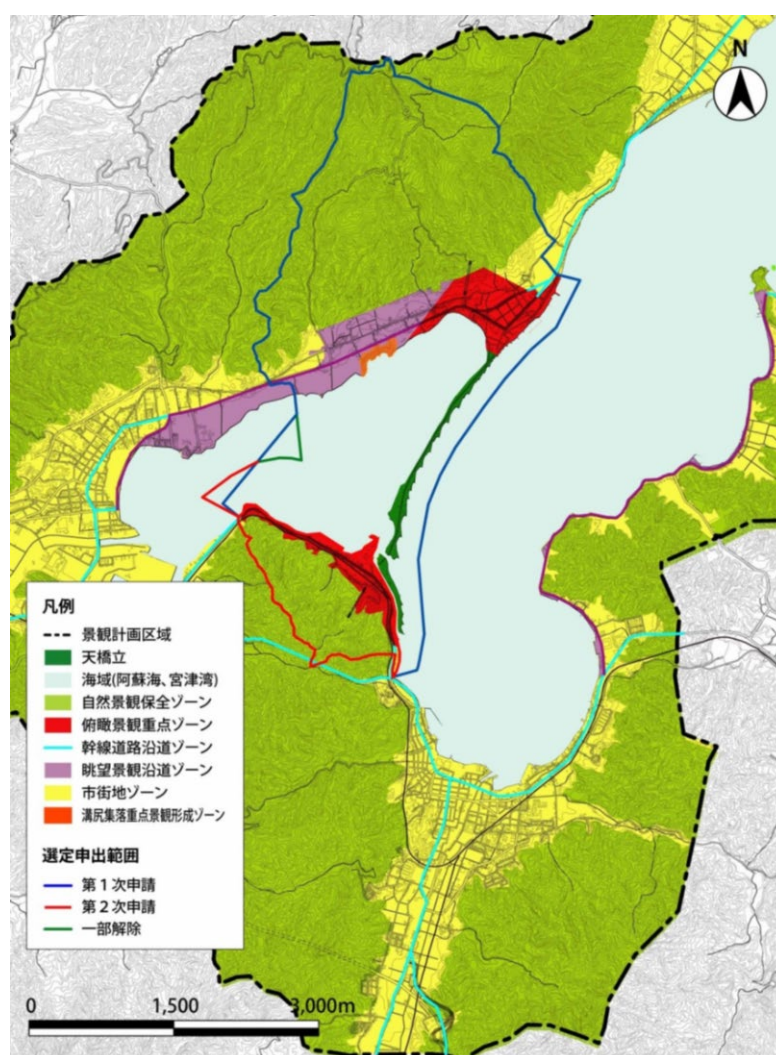 N
凡例
景観計画区域
天橋立
海域(阿蘇海、宮津湾)
自然景観保全ゾーン
俯瞰景観重点ゾーン
幹線道路沿道ゾーン
眺望景観沿道ゾーン
市街地ゾーン
溝尻集落重点景観形成ゾーン
選定申出範囲
第1次申請
第2次申請
一部解除
0 1,500 3,000m